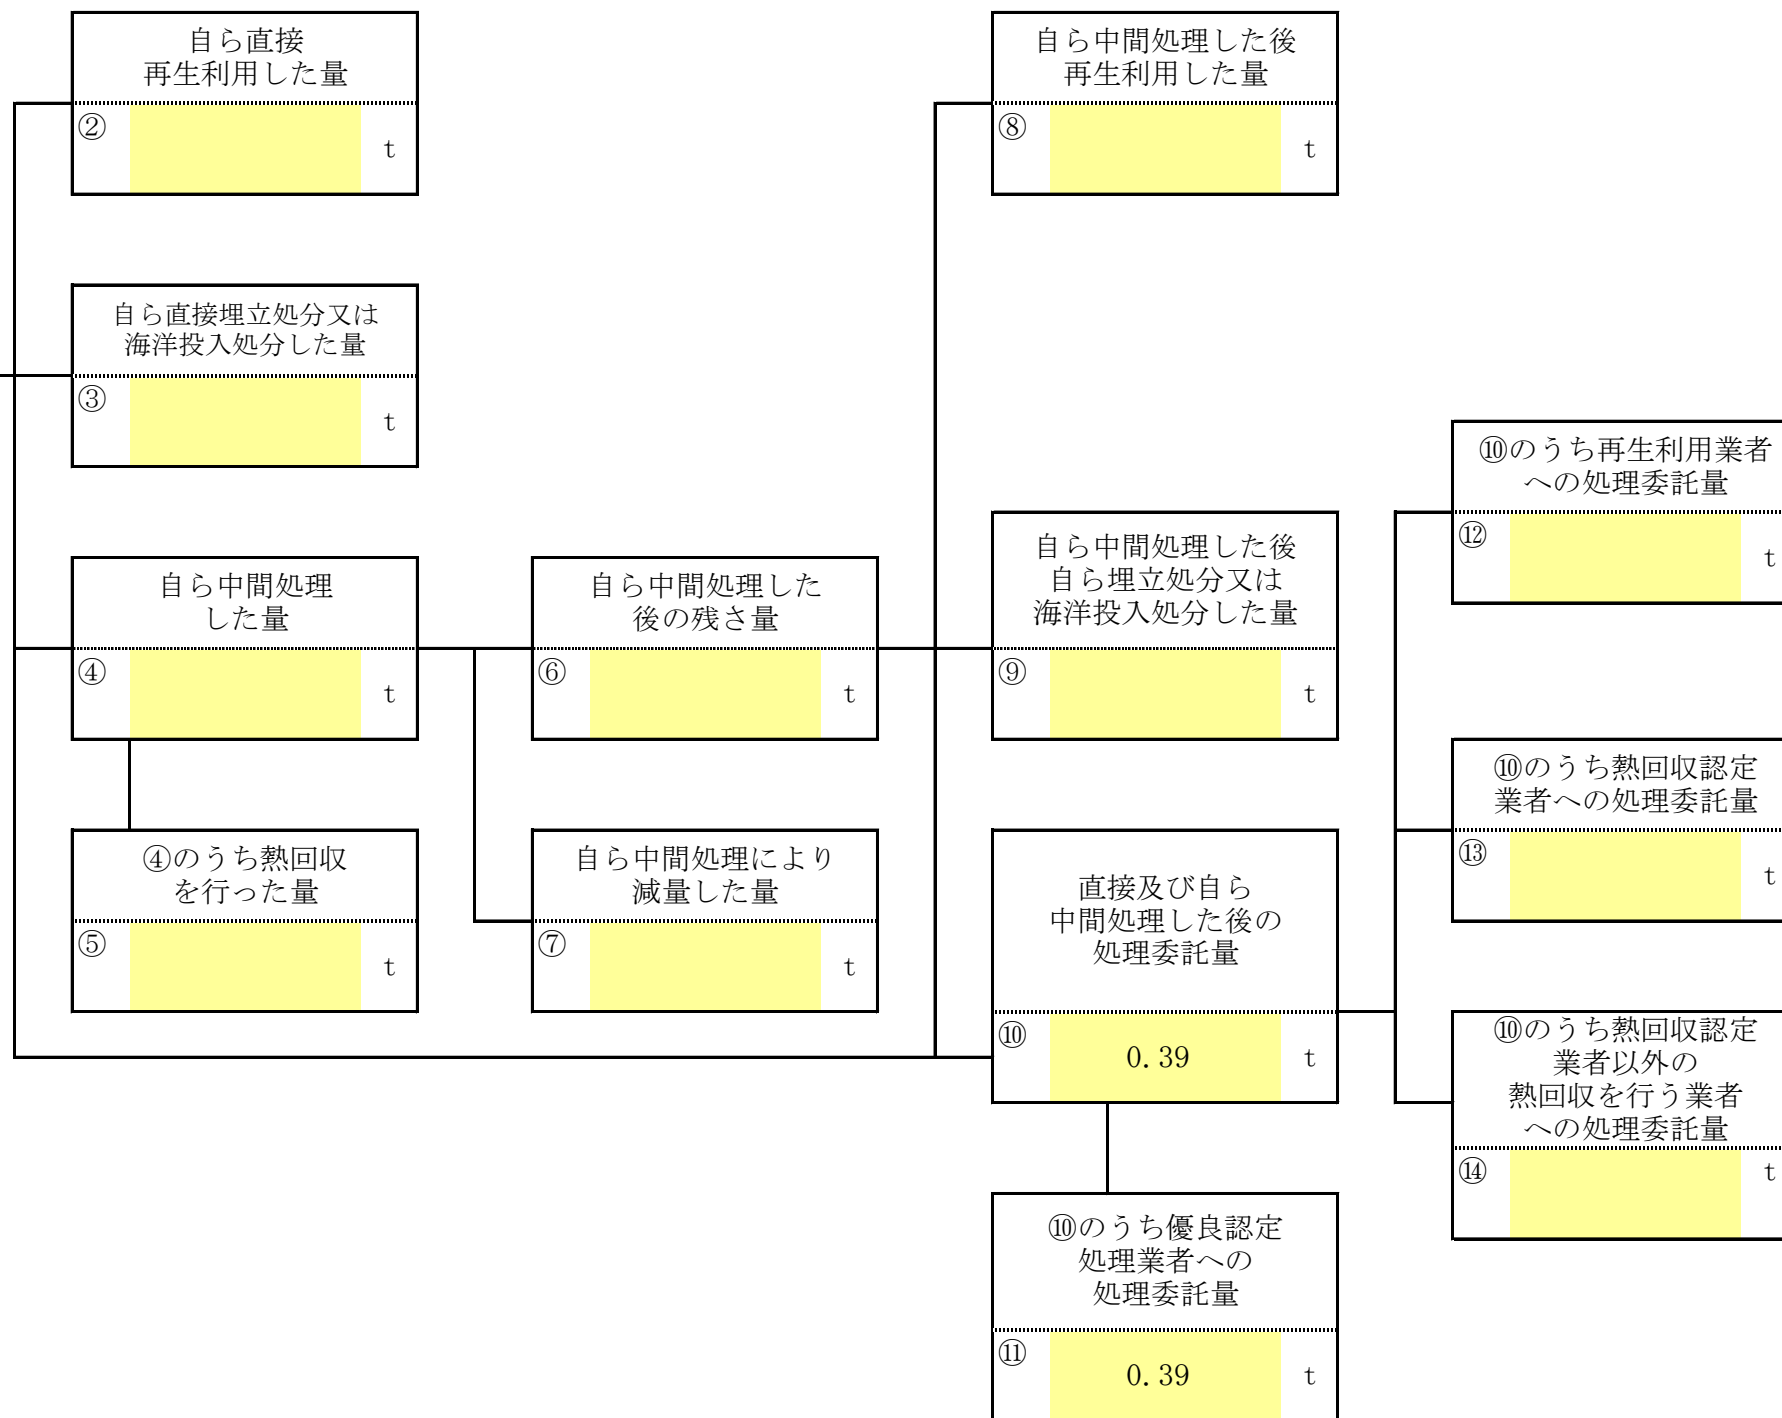 自ら直接
再生利用した量
②
t
自ら中間処理した後
再生利用した量
⑧
t
自ら直接埋立処分又は
海洋投入処分した量
③
t
⑩のうち再生利用業者
への処理委託量
⑫
t
自ら中間処理
した量
④
t
自ら中間処理した
後の残さ量
⑥
t
自ら中間処理した後
自ら埋立処分又は
海洋投入処分した量
⑨
t
⑩のうち熱回収認定
業者への処理委託量
⑬
t
④のうち熱回収
を行った量
⑤
t
自ら中間処理により
減量した量
⑦
t
直接及び自ら
中間処理した後の
処理委託量
⑩
0.39
t
⑩のうち熱回収認定
業者以外の
熱回収を行う業者
への処理委託量
⑭
t
⑩のうち優良認定
処理業者への
処理委託量
⑪
0.39
t